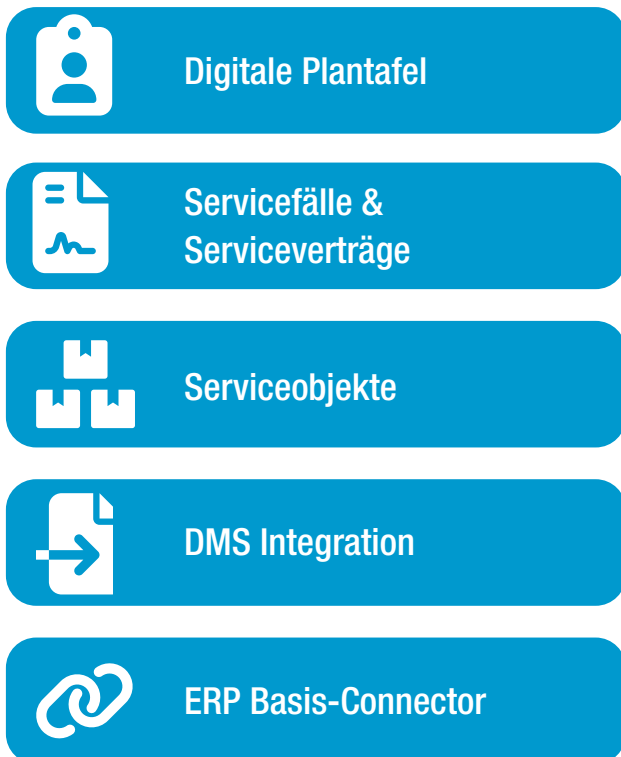 Digitale Plantafel
Servicefälle &
Serviceverträge
Serviceobjekte
DMS Integration
ERP Basis-Connector